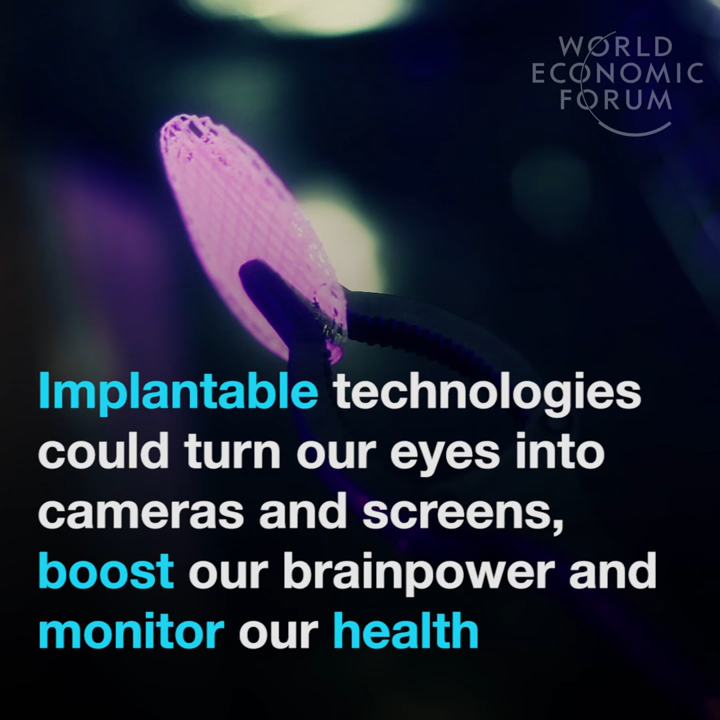 WORLD
ECONOMIC
FORUM
Implantable technologies
could turn our eyes into
cameras and screens,
boost our brainpower and
monitor our health